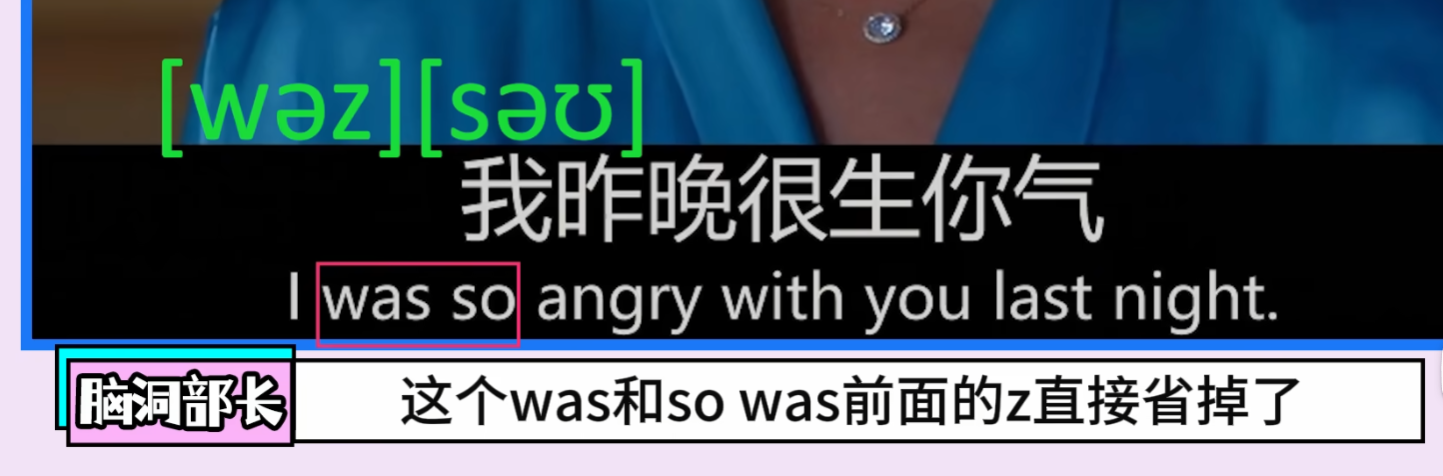 [wəz][səʊ]
我昨晚很生你气
I was so angry with you last night.
脑洞部长
这个was和so was前面的z直接省掉了